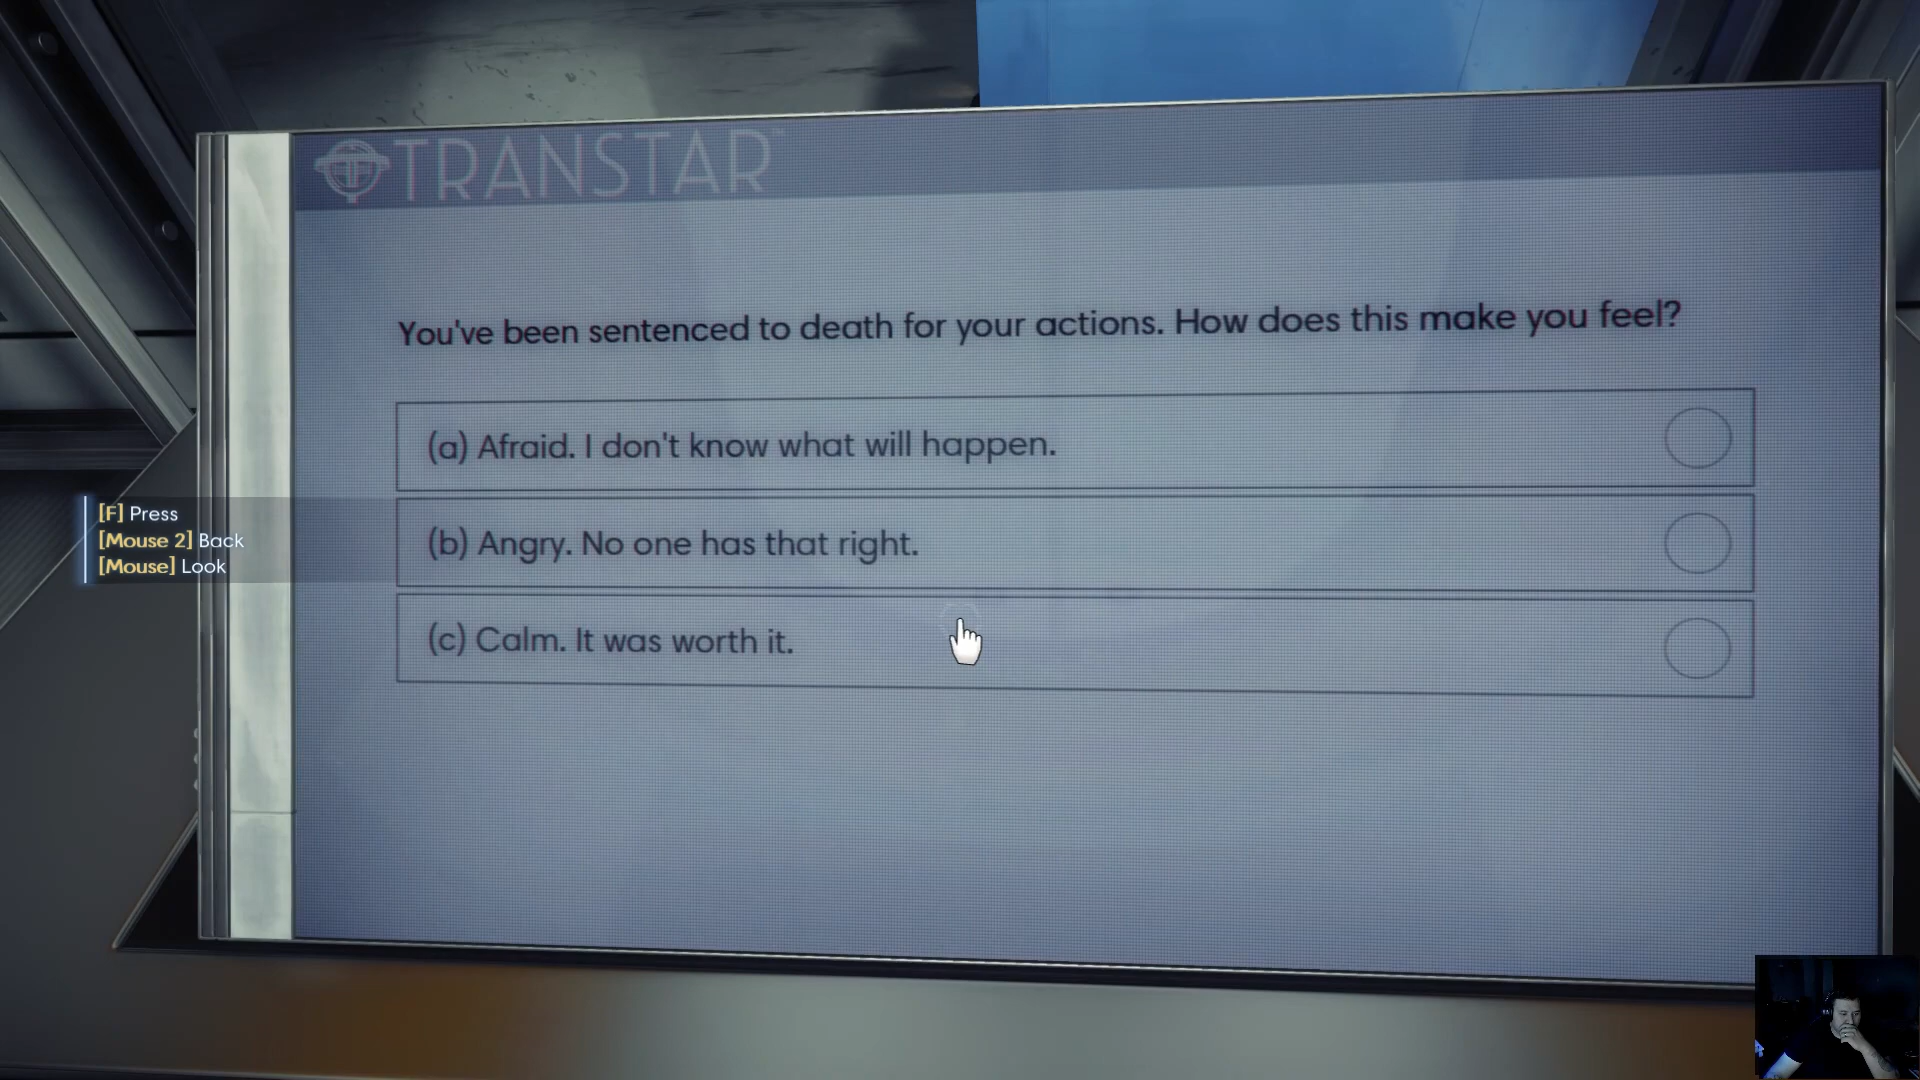 TRANSTAR™
You've been sentenced to death for your actions. How does this make you feel?
(a) Afraid. I don't know what will happen.
(b) Angry. No one has that right.
(c) Calm. It was worth it.
[F] Press
[Mouse 2] Back
[Mouse] Look